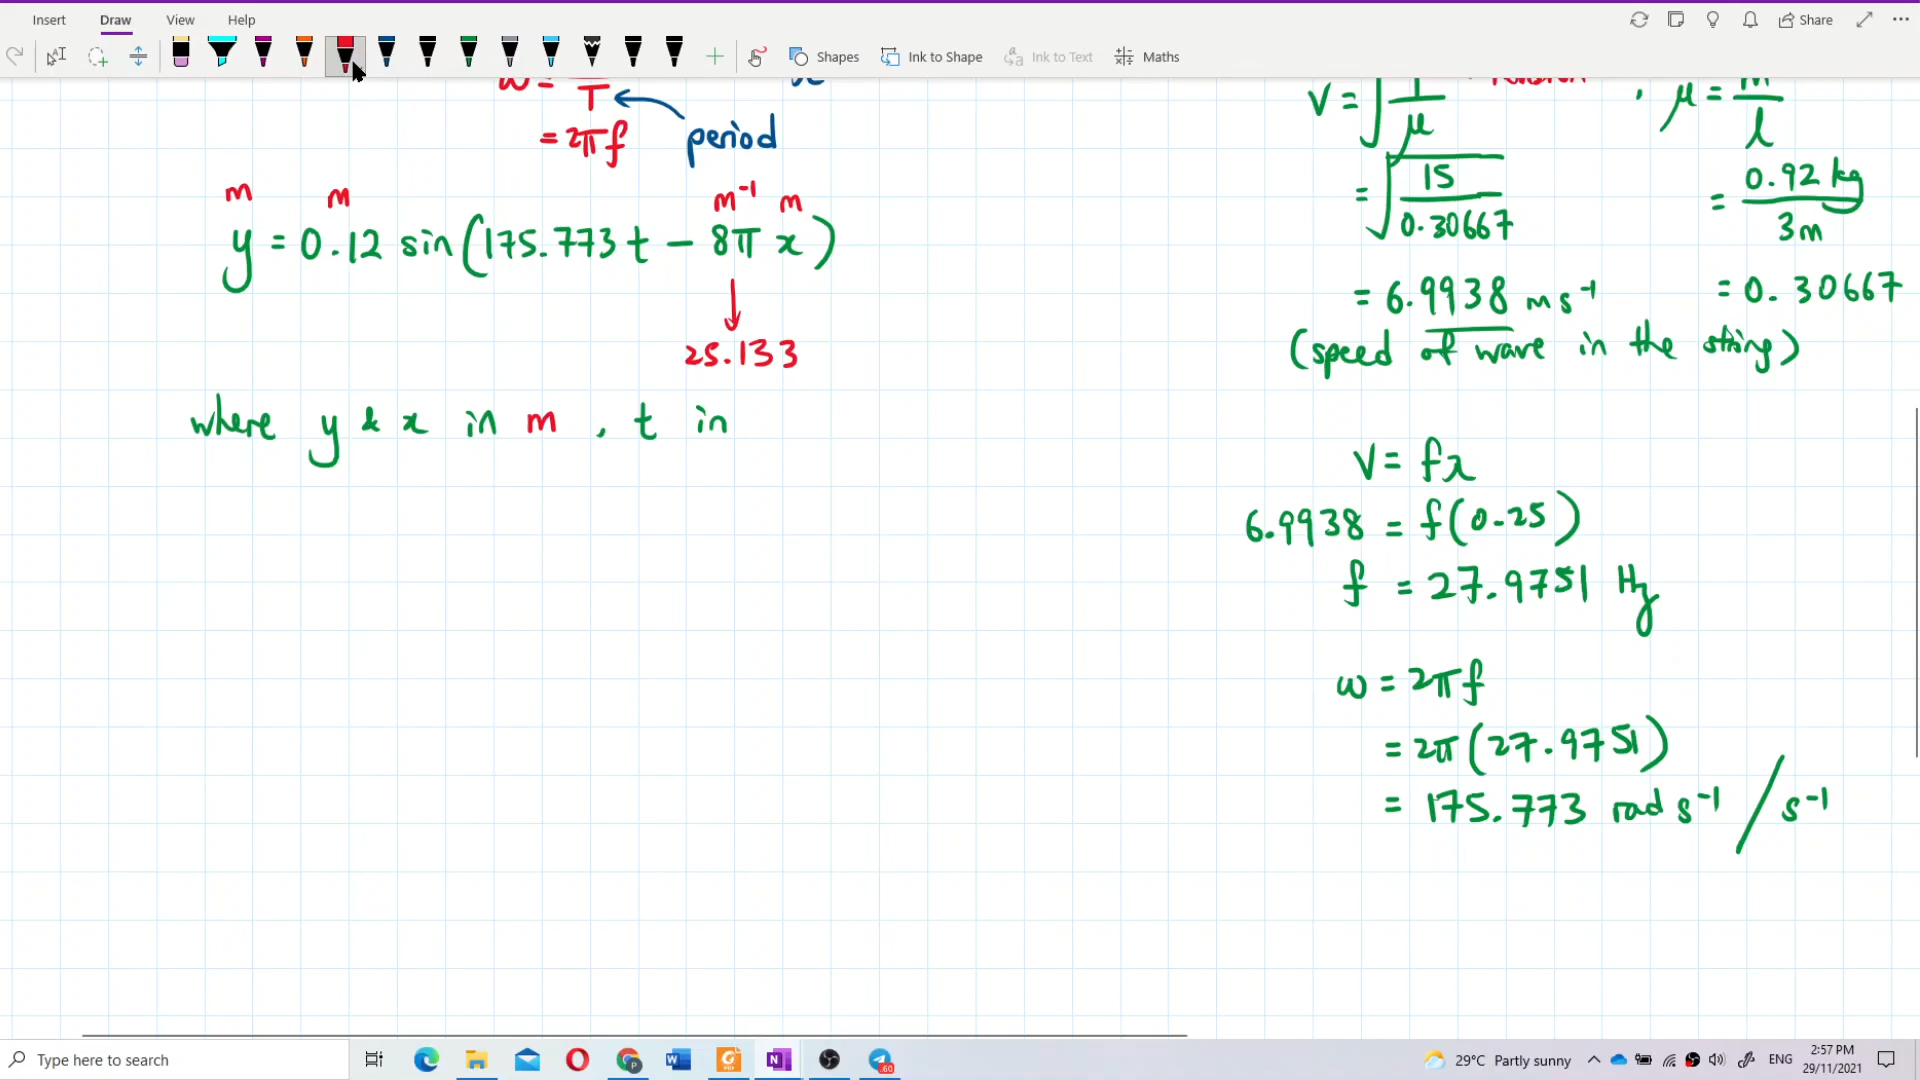 Insert Draw View Help
Share
Shapes Ink to Shape Ink to Text Maths
ω = T
= 2πf period
m m m⁻¹ m
y = 0.12 sin(175.773 t − 8π x)
25.133
where y & x in m , t in
V = √ T/μ , μ = m/l
= √ 15/0.30667 = 0.92 kg/3m
= 6.9938 m s⁻¹ = 0.30667
(speed of wave in the string)
V = fλ
6.9938 = f(0.25)
f = 27.9751 Hz
ω = 2πf
= 2π(27.9751)
= 175.773 rad s⁻¹ / s⁻¹
Type here to search
60
29°C Partly sunny
ENG
2:57 PM
29/11/2021